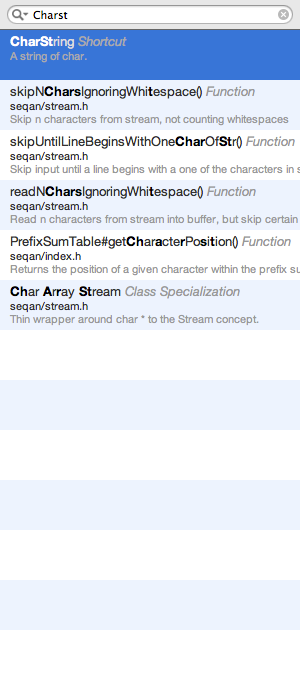 Charst
CharString Shortcut
A string of char.
skipNCharsIgnoringWhitespace() Function
seqan/stream.h
Skip n characters from stream, not counting whitespaces
skipUntilLineBeginsWithOneCharOfStr() Function
seqan/stream.h
Skip input until a line begins with a one of the characters in s
readNCharsIgnoringWhitespace() Function
seqan/stream.h
Read n characters from stream into buffer, but skip certain
PrefixSumTable#getCharacterPosition() Function
seqan/index.h
Returns the position of a given character within the prefix su
Char Array Stream Class Specialization
seqan/stream.h
Thin wrapper around char * to the Stream concept.